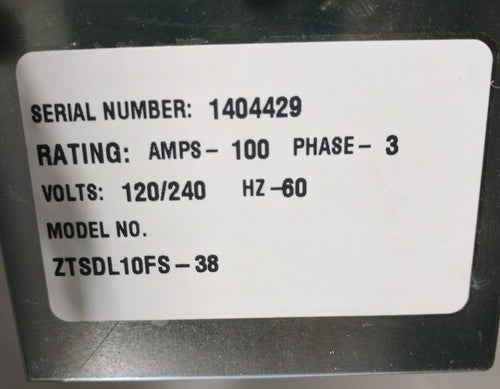 SERIAL NUMBER: 1404429
RATING: AMPS- 100 PHASE- 3
VOLTS: 120/240 HZ-60
MODEL NO.
ZTSDL10FS-38